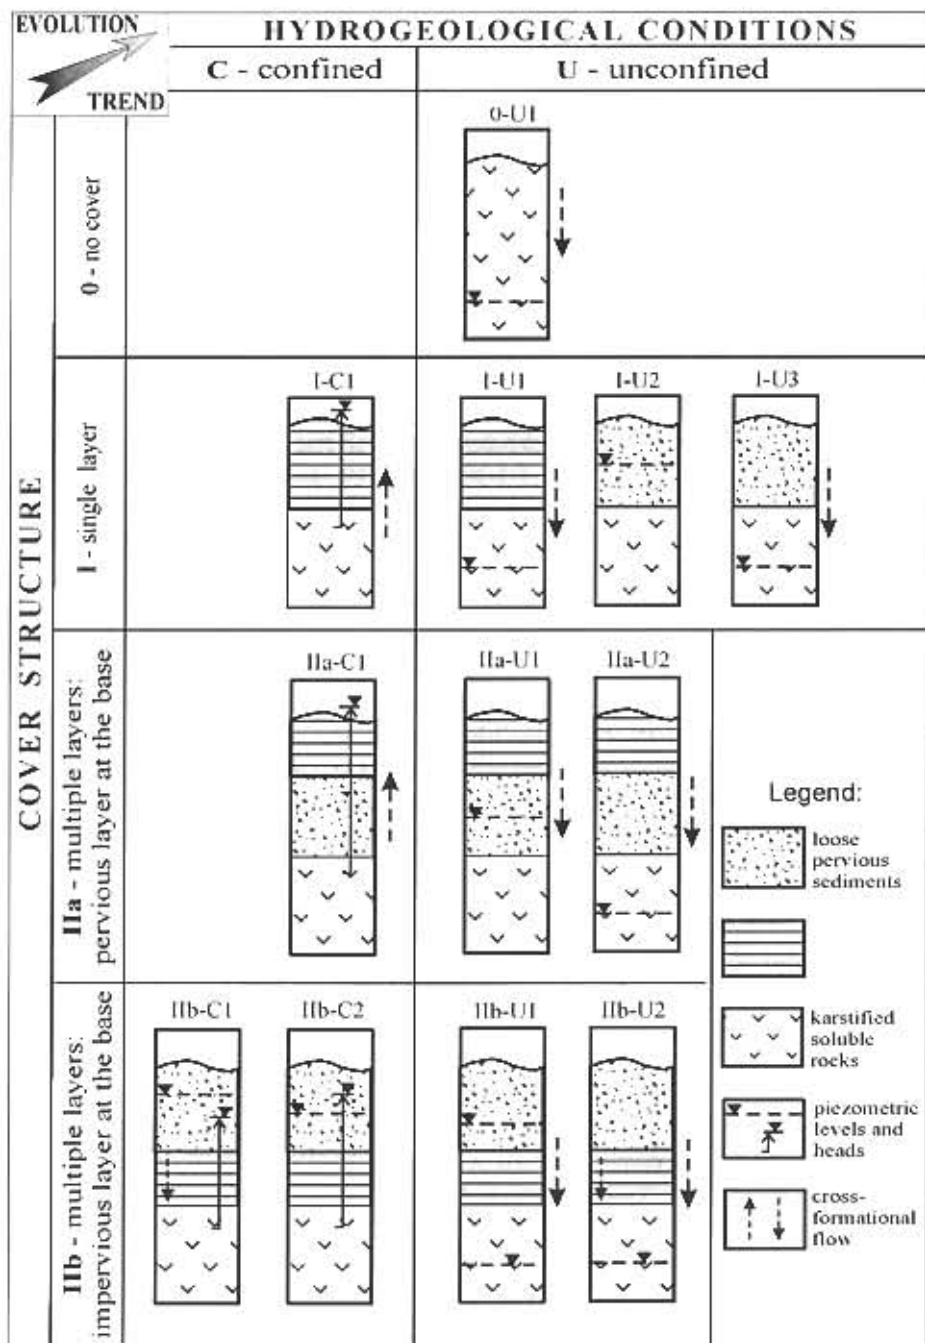 EVOLUTION
TREND
HYDROGEOLOGICAL CONDITIONS
C - confined
U - unconfined
COVER STRUCTURE
0 - no cover
0-U1
I - single layer
I-C1
I-U1
I-U2
I-U3
IIa - multiple layers:
pervious layer at the base
IIa-C1
IIa-U1
IIa-U2
IIb - multiple layers:
impervious layer at the base
IIb-C1
IIb-C2
IIb-U1
IIb-U2
Legend:
loose
pervious
sediments
karstified
soluble
rocks
piezometric
levels and
heads
cross-
formational
flow